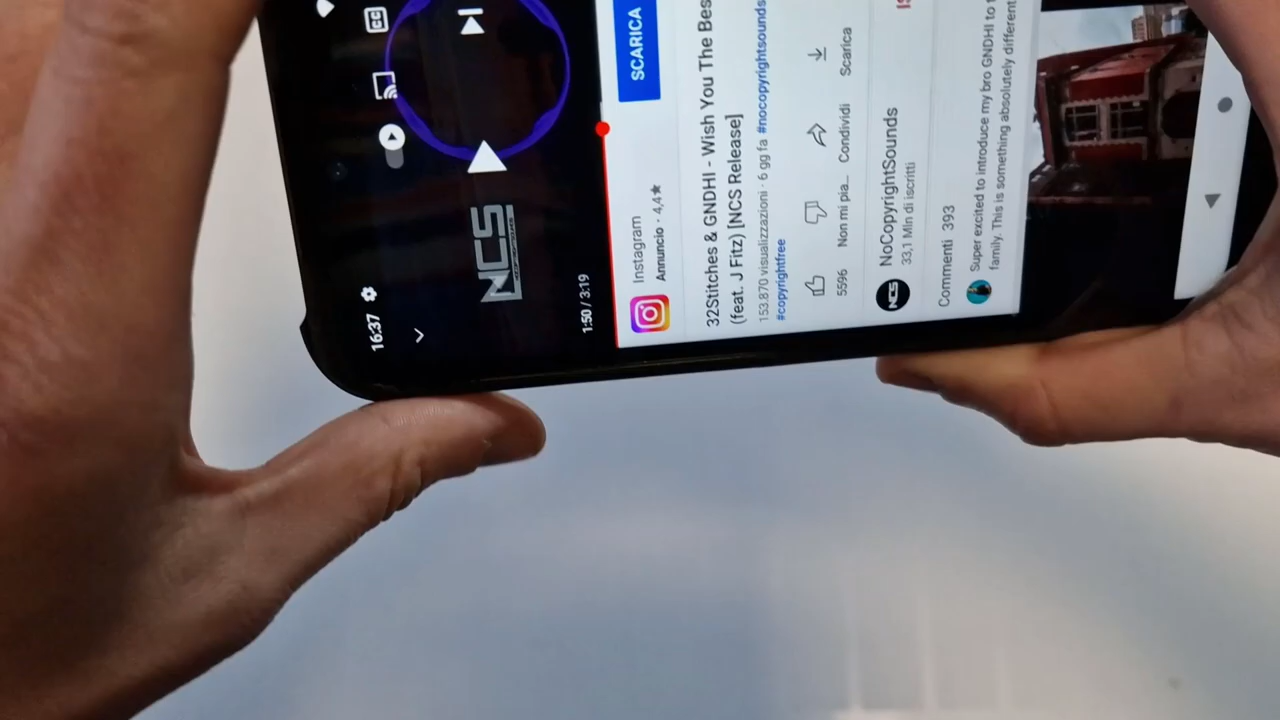 16:37
CC
NCS
1:50 / 3:19
Instagram
Annuncio · 4,4★
SCARICA
32Stitches & GNDHI - Wish You The Bes
(feat. J Fitz) [NCS Release]
153.870 visualizzazioni · 6 gg fa #nocopyrightsounds
#copyrightfree
5596
Non mi pia...
Condividi
Scarica
NCS
NoCopyrightSounds
33,1 Mln di iscritti
Commenti 393
Super excited to introduce my bro GNDHI to
family. This is something absolutely different